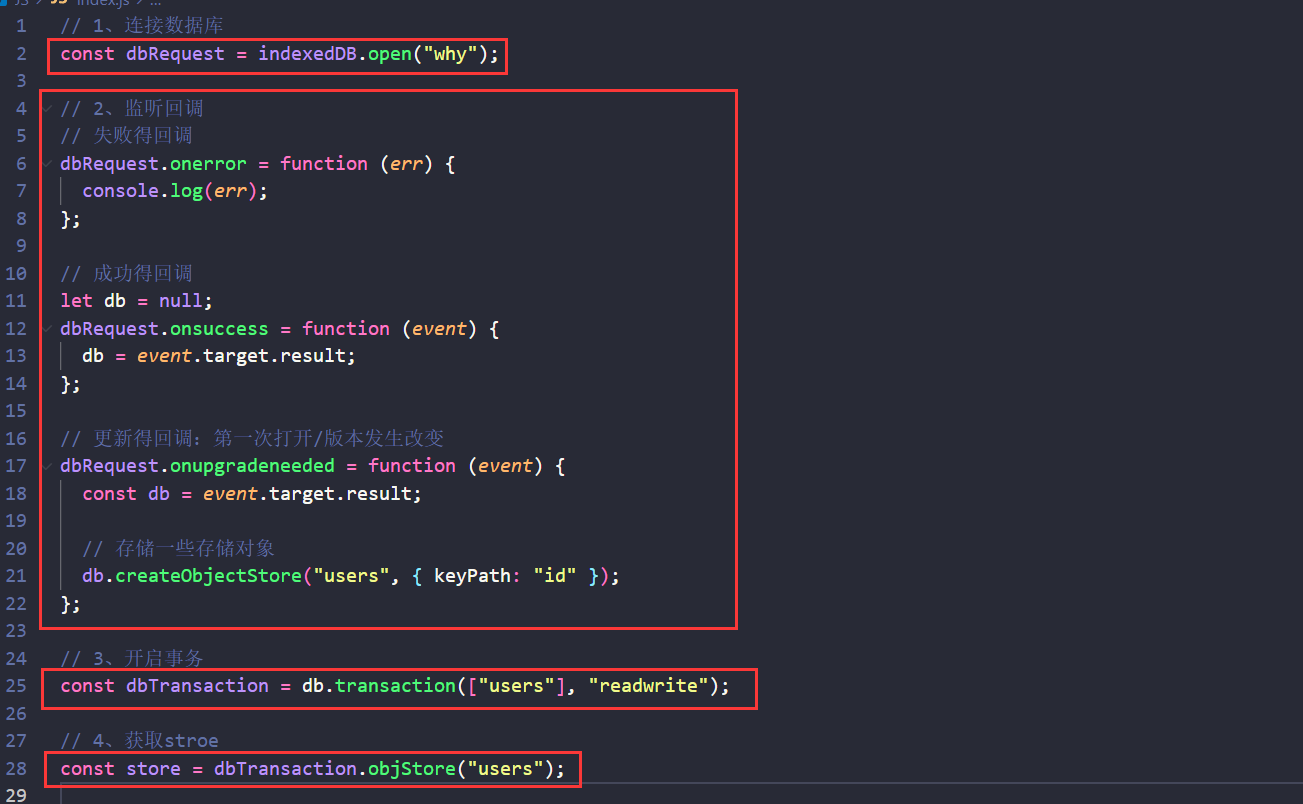 JS > JS index.js > ...
1 // 1、连接数据库
2 const dbRequest = indexedDB.open("why");
3
4 // 2、监听回调
5 // 失败得回调
6 dbRequest.onerror = function (err) {
7 console.log(err);
8 };
9
10 // 成功得回调
11 let db = null;
12 dbRequest.onsuccess = function (event) {
13 db = event.target.result;
14 };
15
16 // 更新得回调：第一次打开/版本发生改变
17 dbRequest.onupgradeneeded = function (event) {
18 const db = event.target.result;
19
20 // 存储一些存储对象
21 db.createObjectStore("users", { keyPath: "id" });
22 };
23
24 // 3、开启事务
25 const dbTransaction = db.transaction(["users"], "readwrite");
26
27 // 4、获取stroe
28 const store = dbTransaction.objStore("users");
29